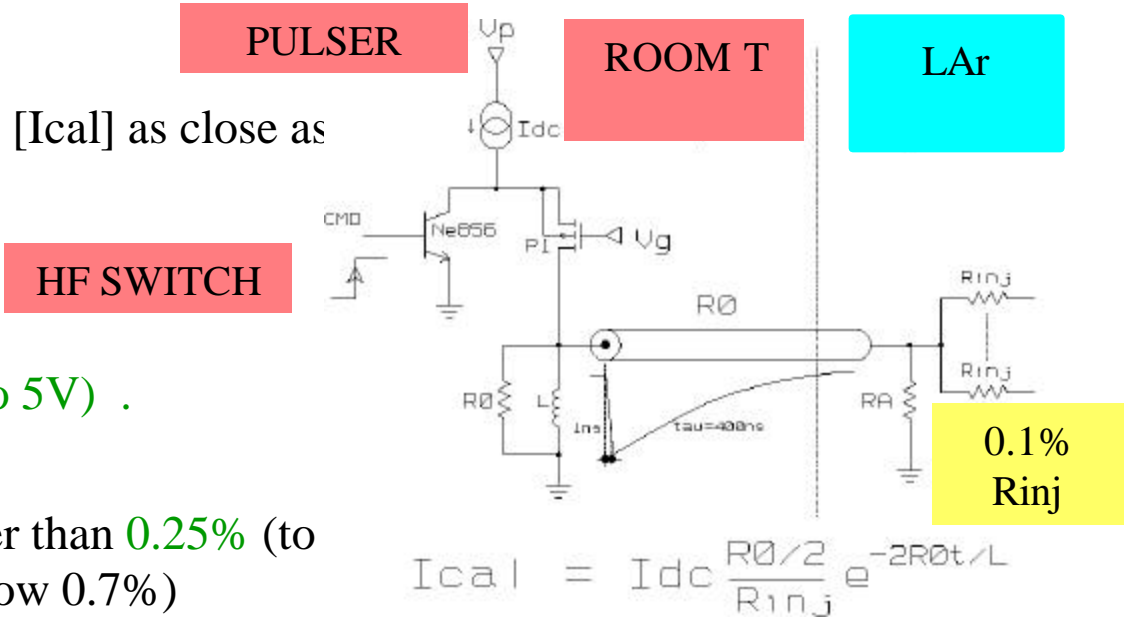 PULSER
Vp
ROOM T
LAr
[Ical] as close as
Idc
CMD
Ne856
P1
Vg
HF SWITCH
Rinj
R0
o 5V) .
R0
L
1ns
tau=400ns
RA
Rinj
0.1%
Rinj
er than 0.25% (to
ow 0.7%)
Ical = Idc R0/2 / Rinj e^-2R0t/L